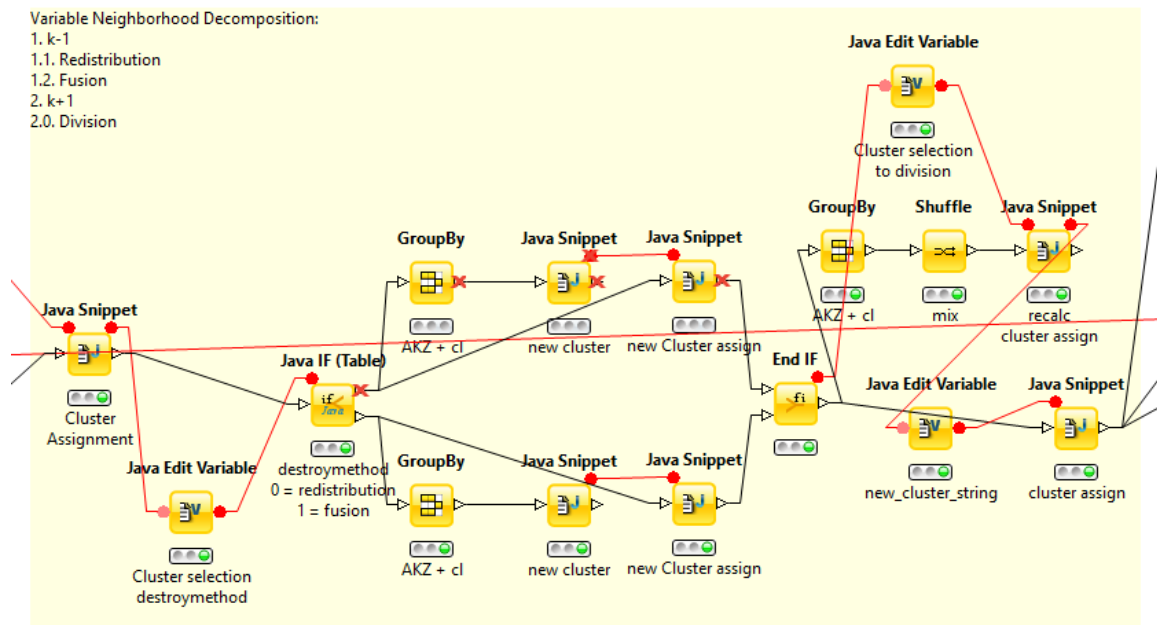 Variable Neighborhood Decomposition:
1. k-1
1.1. Redistribution
1.2. Fusion
2. k+1
2.0. Division
Java Edit Variable
Cluster selection
to division
GroupBy
Shuffle
Java Snippet
AKZ + cl
mix
recalc
cluster assign
GroupBy
Java Snippet
Java Snippet
AKZ + cl
new cluster
new Cluster assign
Java Snippet
Cluster
Assignment
Java IF (Table)
if
Java
destroymethod
0 = redistribution
1 = fusion
End IF
fi
Java Edit Variable
Java Snippet
new_cluster_string
cluster assign
Java Edit Variable
Cluster selection
destroymethod
GroupBy
Java Snippet
Java Snippet
AKZ + cl
new cluster
new Cluster assign